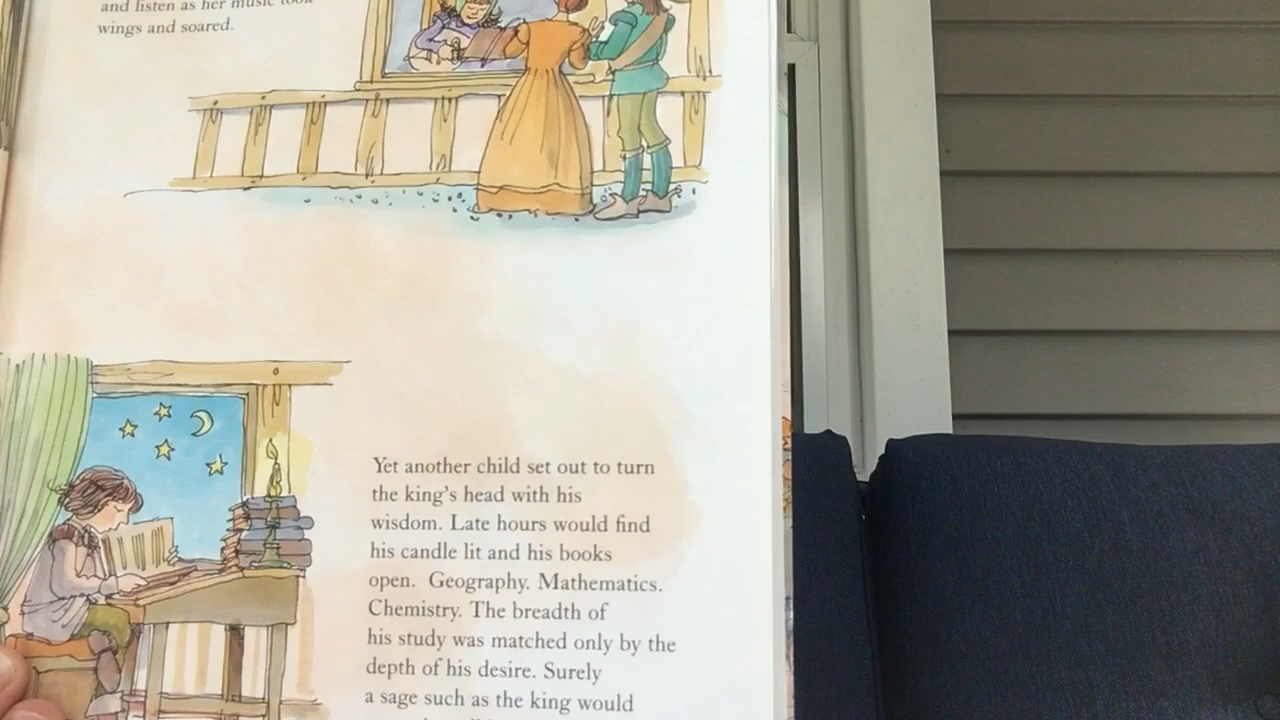 and listen as her music took
wings and soared.
Yet another child set out to turn
the king's head with his
wisdom. Late hours would find
his candle lit and his books
open. Geography. Mathematics.
Chemistry. The breadth of
his study was matched only by the
depth of his desire. Surely
a sage such as the king would